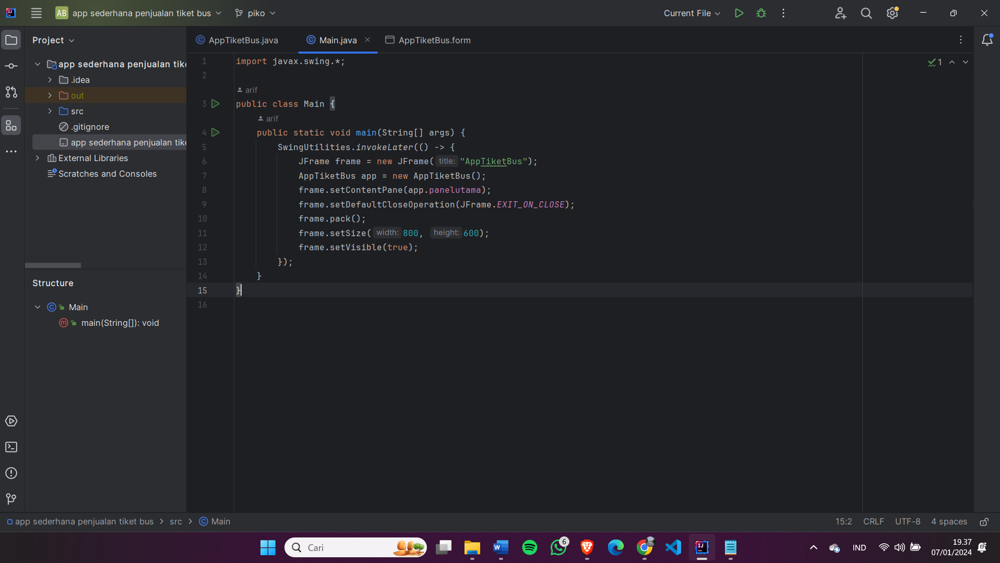 AB app sederhana penjualan tiket bus piko Current File
Project
AppTiketBus.java Main.java AppTiketBus.form
app sederhana penjualan tik
.idea
out
src
.gitignore
app sederhana penjualan tike
External Libraries
Scratches and Consoles
1 import javax.swing.*;
2
arif
3 public class Main {
arif
4 public static void main(String[] args) {
5 SwingUtilities.invokeLater(() -> {
6 JFrame frame = new JFrame( title: "AppTiketBus");
7 AppTiketBus app = new AppTiketBus();
8 frame.setContentPane(app.panelutama);
9 frame.setDefaultCloseOperation(JFrame.EXIT_ON_CLOSE);
10 frame.pack();
11 frame.setSize( width: 800, height: 600);
12 frame.setVisible(true);
13 });
14 }
15 }
16
1
Structure
Main
main(String[]): void
app sederhana penjualan tiket bus > src > Main
15:2 CRLF UTF-8 4 spaces
Cari
6
IND
19.37
07/01/2024